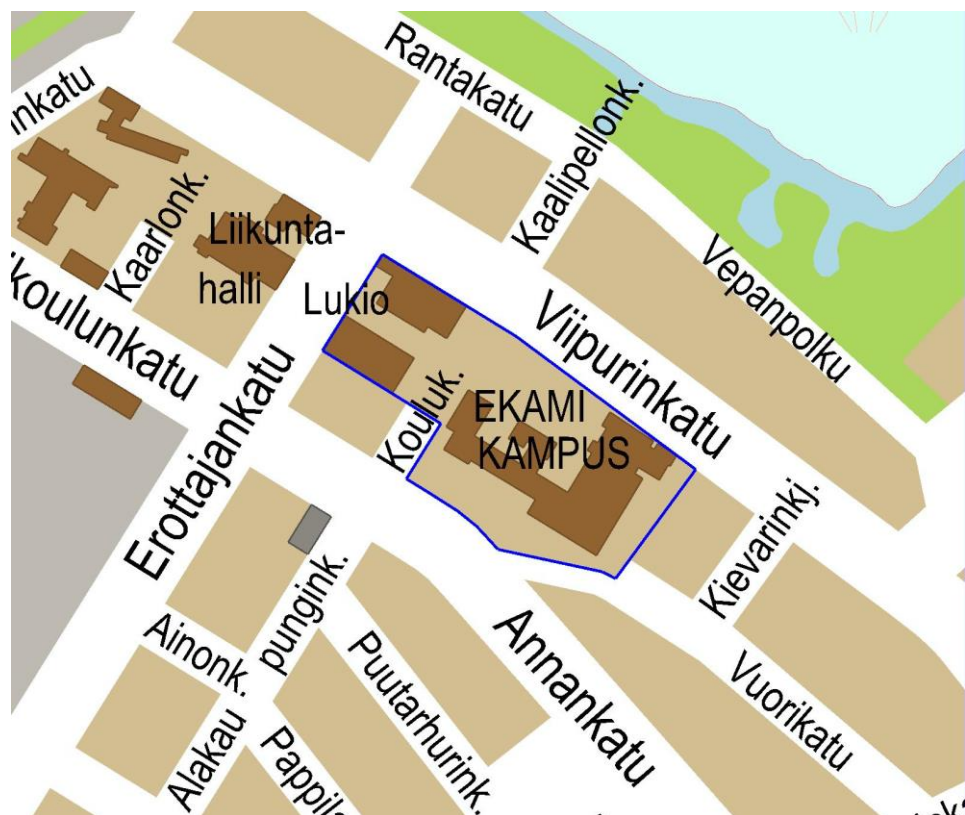 Rantakatu
nkatu
Kaalipellonk.
Kaarlonk.
Liikunta-
halli
Vepanpolku
Lukio
koulunkatu
Viipurinkatu
Erottajankatu
Kouluk.
EKAMI
KAMPUS
Kievarinkj.
Ainonk.
Alakau
pungink.
Puutarhurink.
Annankatu
Vuorikatu
Pappila